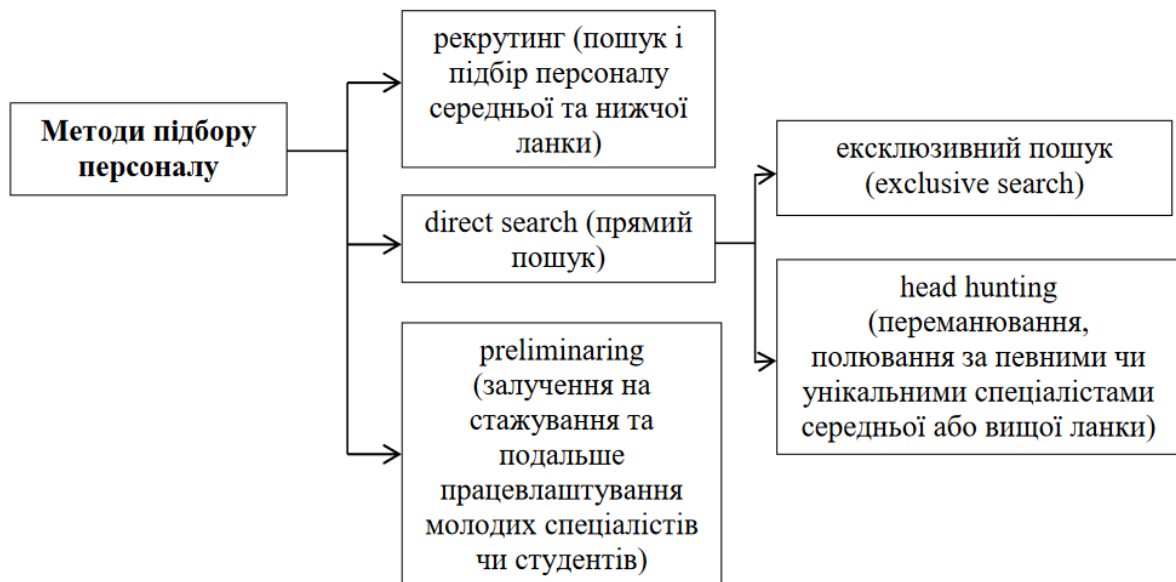 Методи підбору
персоналу
рекрутинг (пошук і
підбір персоналу
середньої та нижчої
ланки)
direct search (прямий
пошук)
preliminaring
(залучення на
стажування та
подальше
працевлаштування
молодих спеціалістів
чи студентів)
ексклюзивний пошук
(exclusive search)
head hunting
(переманювання,
полювання за певними чи
унікальними спеціалістами
середньої або вищої ланки)